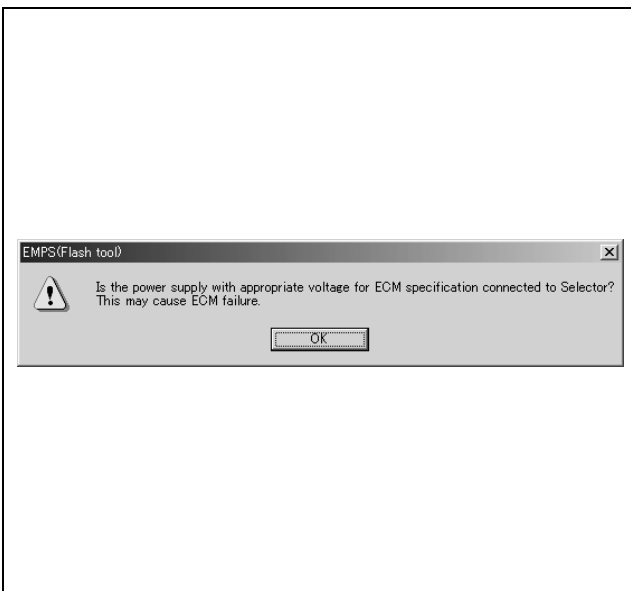 EMPS(Flash tool)
Is the power supply with appropriate voltage for ECM specification connected to Selector?
This may cause ECM failure.
OK